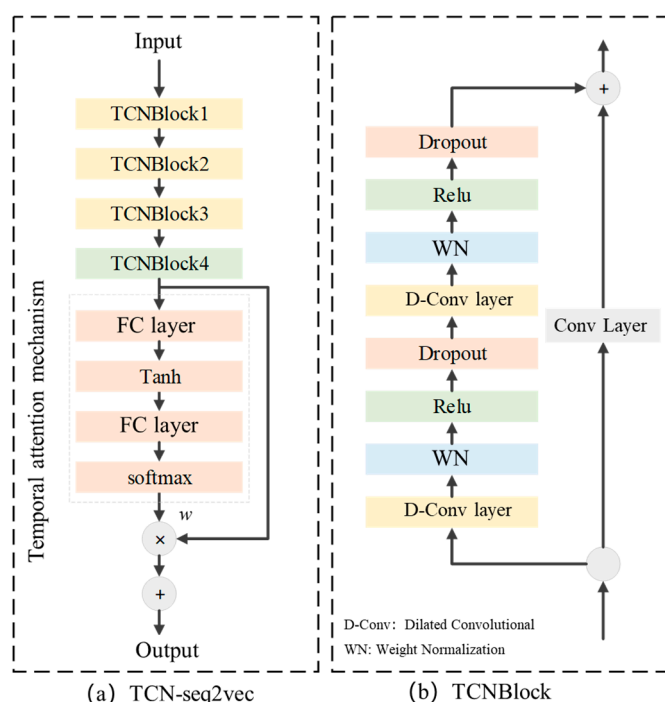 Input
TCNBlock1
TCNBlock2
TCNBlock3
TCNBlock4
Temporal attention mechanism
FC layer
Tanh
FC layer
softmax
w
×
+
Output
(a) TCN-seq2vec
+
Dropout
Relu
WN
D-Conv layer
Conv Layer
Dropout
Relu
WN
D-Conv layer
D-Conv: Dilated Convolutional
WN: Weight Normalization
(b) TCNBlock